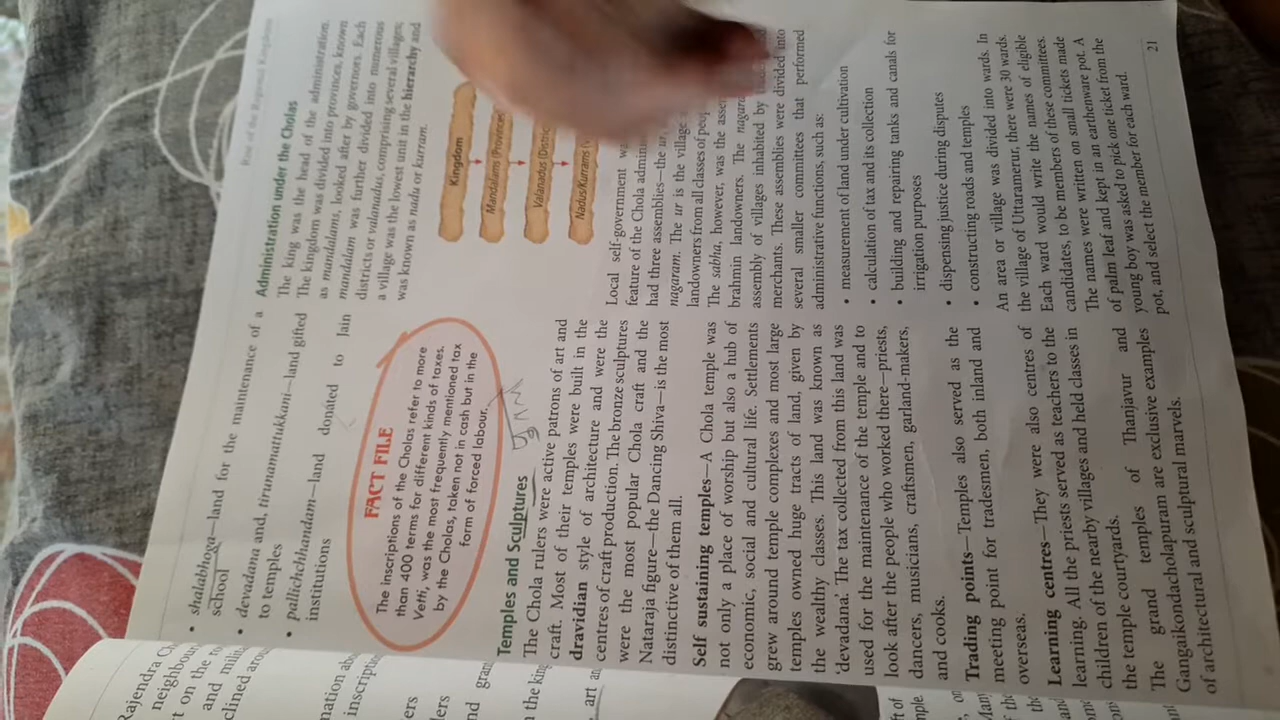 • shalabhoga—land for the maintenance of a
school
• devadana and, tirunamattukkani—land gifted
to temples
• pallichchhandam—land donated to Jain
institutions
FACT FILE
The inscriptions of the Cholas refer to more
than 400 terms for different kinds of taxes.
Vetti, was the most frequently mentioned tax
by the Cholas, taken not in cash but in the
form of forced labour.
Temples and Sculptures
The Chola rulers were active patrons of art and
craft. Most of their temples were built in the
dravidian style of architecture and were the
centres of craft production. The bronze sculptures
were the most popular Chola craft and the
Nataraja figure—the Dancing Shiva—is the most
distinctive of them all.
Self sustaining temples—A Chola temple was
not only a place of worship but also a hub of
economic, social and cultural life. Settlements
grew around temple complexes and most large
temples owned huge tracts of land, given by
the wealthy classes. This land was known as
'devadana.' The tax collected from this land was
used for the maintenance of the temple and to
look after the people who worked there—priests,
dancers, musicians, craftsmen, garland-makers,
and cooks.
Trading points—Temples also served as the
meeting point for tradesmen, both inland and
overseas.
Learning centres—They were also centres of
learning. All the priests served as teachers to the
children of the nearby villages and held classes in
the temple courtyards.
The grand temples of Thanjavur and
Gangaikondacholapuram are exclusive examples
of architectural and sculptural marvels.
Administration under the Cholas
The king was the head of the administration.
The kingdom was divided into provinces, known
as mandalams, looked after by governors. Each
mandalam was further divided into numerous
districts or valanadus, comprising several villages;
a village was the lowest unit in the hierarchy and
was known as nadu or kurram.
Kingdom
Mandalams (Provinces
Valanadus (Distric
Nadus/Kurrams (v
Local self-government
feature of the Chola
had three assemblies—the ur
nagaram. The ur is the village
landowners from all classes of
The sabha, however, was the
brahmin landowners. The
assembly of villages inhabited by
merchants. These assemblies were divided into
several smaller committees that performed
administrative functions, such as:
• measurement of land under cultivation
• calculation of tax and its collection
• building and repairing tanks and canals for
irrigation purposes
• dispensing justice during disputes
• constructing roads and temples
An area or village was divided into wards. In
the village of Uttaramerur, there were 30 wards.
Each ward would write the names of eligible
candidates, to be members of these committees.
The names were written on small tickets made
of palm leaf and kept in an earthenware pot. A
young boy was asked to pick one ticket from the
pot, and select the member for each ward.
21